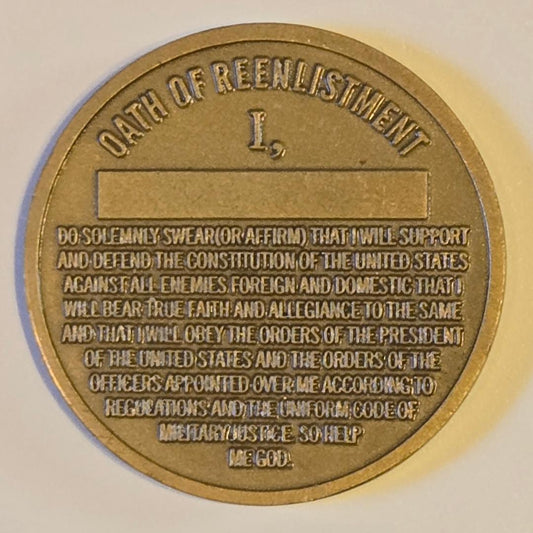 OATH OF REENLISTMENT
I,
DO SOLEMNLY SWEAR (OR AFFIRM) THAT I WILL SUPPORT
AND DEFEND THE CONSTITUTION OF THE UNITED STATES
AGAINST ALL ENEMIES, FOREIGN AND DOMESTIC THAT I
WILL BEAR TRUE FAITH AND ALLEGIANCE TO THE SAME
AND THAT I WILL OBEY THE ORDERS OF THE PRESIDENT
OF THE UNITED STATES AND THE ORDERS OF THE
OFFICERS APPOINTED OVER ME ACCORDING TO
REGULATIONS AND THE UNIFORM CODE OF
MILITARY JUSTICE SO HELP
ME GOD.